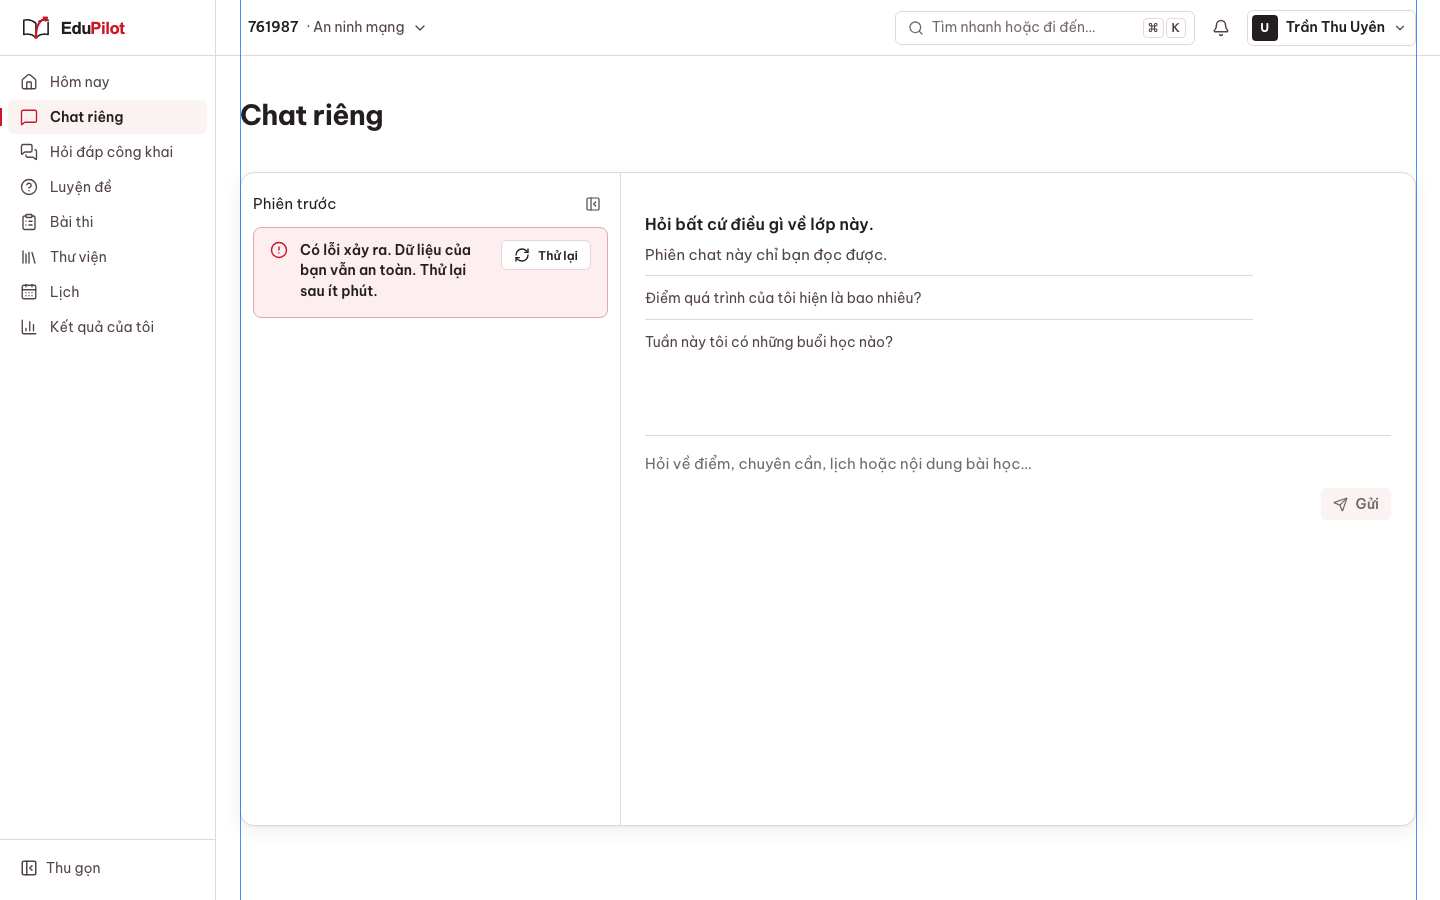 EduPilot
761987 · An ninh mạng
Tìm nhanh hoặc đi đến...
⌘ K
U Trần Thu Uyên
Hôm nay
Chat riêng
Hỏi đáp công khai
Luyện đề
Bài thi
Thư viện
Lịch
Kết quả của tôi
Thu gọn
Chat riêng
Phiên trước
Có lỗi xảy ra. Dữ liệu của
bạn vẫn an toàn. Thử lại
sau ít phút.
Thử lại
Hỏi bất cứ điều gì về lớp này.
Phiên chat này chỉ bạn đọc được.
Điểm quá trình của tôi hiện là bao nhiêu?
Tuần này tôi có những buổi học nào?
Hỏi về điểm, chuyên cần, lịch hoặc nội dung bài học...
Gửi